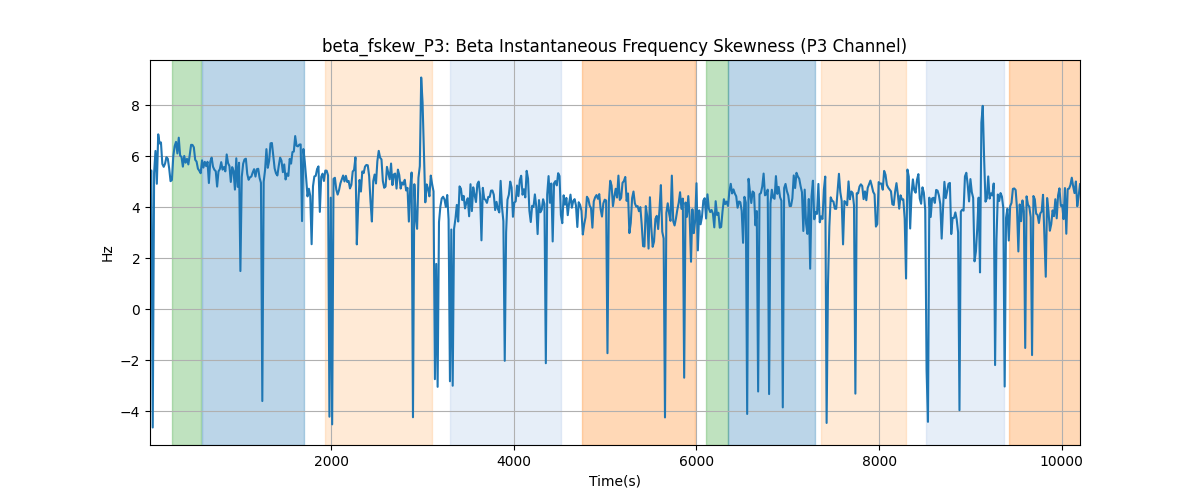 beta_fskew_P3: Beta Instantaneous Frequency Skewness (P3 Channel)
8
6
4
2
0
−2
−4
Hz
2000 4000 6000 8000 10000
Time(s)